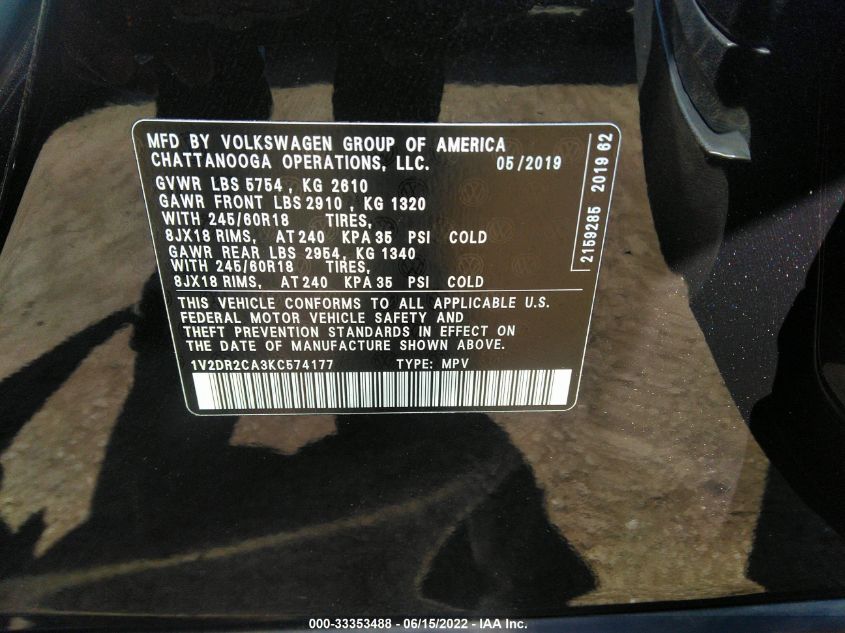 MFD BY VOLKSWAGEN GROUP OF AMERICA
CHATTANOOGA OPERATIONS, LLC. 05/2019
GVWR LBS 5754 , KG 2610
GAWR FRONT LBS 2910 , KG 1320
WITH 245/60R18 TIRES,
8JX18 RIMS, AT 240 KPA 35 PSI COLD
GAWR REAR LBS 2954, KG 1340
WITH 245/60R18 TIRES,
8JX18 RIMS, AT 240 KPA 35 PSI COLD
THIS VEHICLE CONFORMS TO ALL APPLICABLE U.S.
FEDERAL MOTOR VEHICLE SAFETY AND
THEFT PREVENTION STANDARDS IN EFFECT ON
THE DATE OF MANUFACTURE SHOWN ABOVE.
1V2DR2CA3KC574177 TYPE: MPV
2159285 2019 62
000-33353488 - 06/15/2022 - IAA Inc.